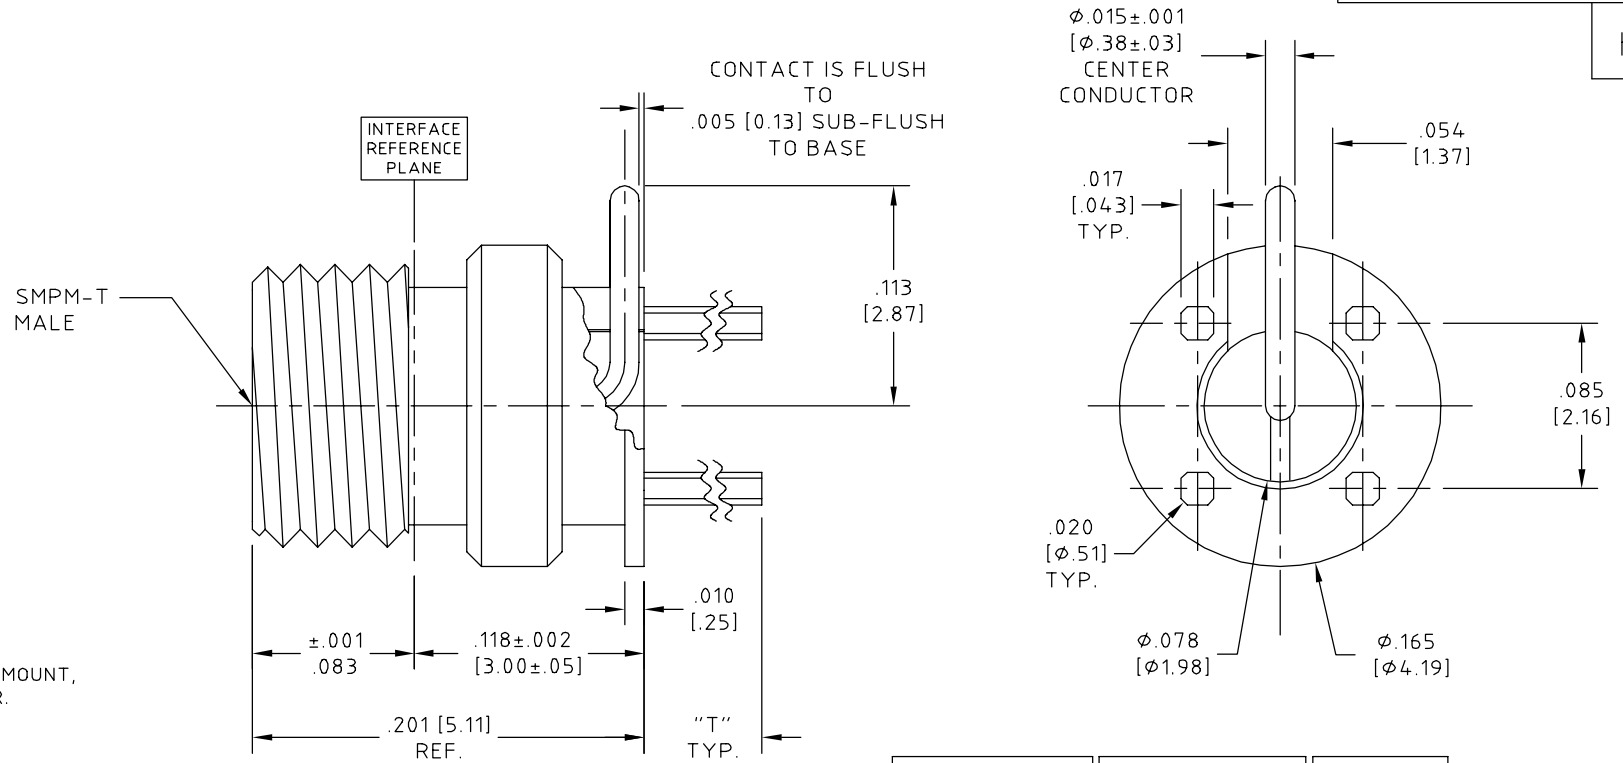 Ø.015±.001
[Ø.38±.03]
CENTER
CONDUCTOR
CONTACT IS FLUSH
TO
.005 [0.13] SUB-FLUSH
TO BASE
INTERFACE
REFERENCE
PLANE
.054
[1.37]
.017
[.043]
TYP.
SMPM-T
MALE
.113
[2.87]
.085
[2.16]
.020
[Ø.51]
TYP.
.010
[.25]
±.001
.083
.118±.002
[3.00±.05]
Ø.078
[Ø1.98]
Ø.165
[Ø4.19]
MOUNT,
R.
.201 [5.11]
REF.
"T"
TYP.